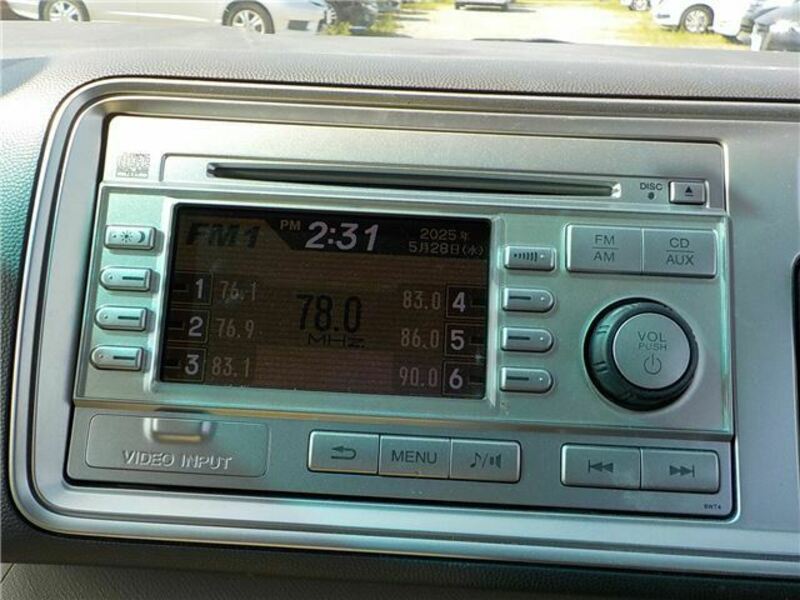 DISC
FM1
PM 2:31
2025年
5月28日(水)
1 76.1
2 76.9
3 83.1
78.0
MHz
83.0 4
86.0 5
90.0 6
FM
AM
CD
AUX
VOL
PUSH
VIDEO INPUT
MENU